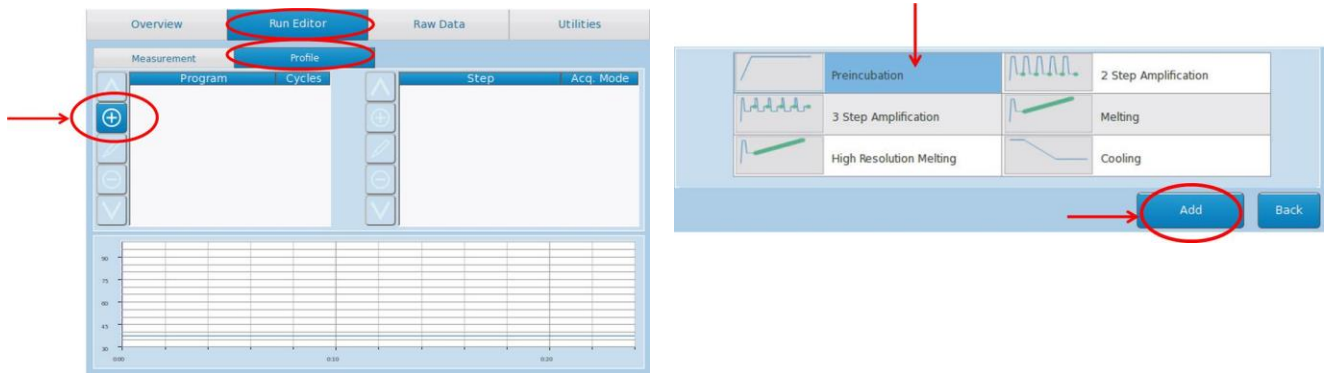 Overview Run Editor Raw Data Utilities
Measurement Profile
Program Cycles Step Acq. Mode
90
75
60
45
30
0:00 0:10 0:20
Preincubation 2 Step Amplification
3 Step Amplification Melting
High Resolution Melting Cooling
Add Back